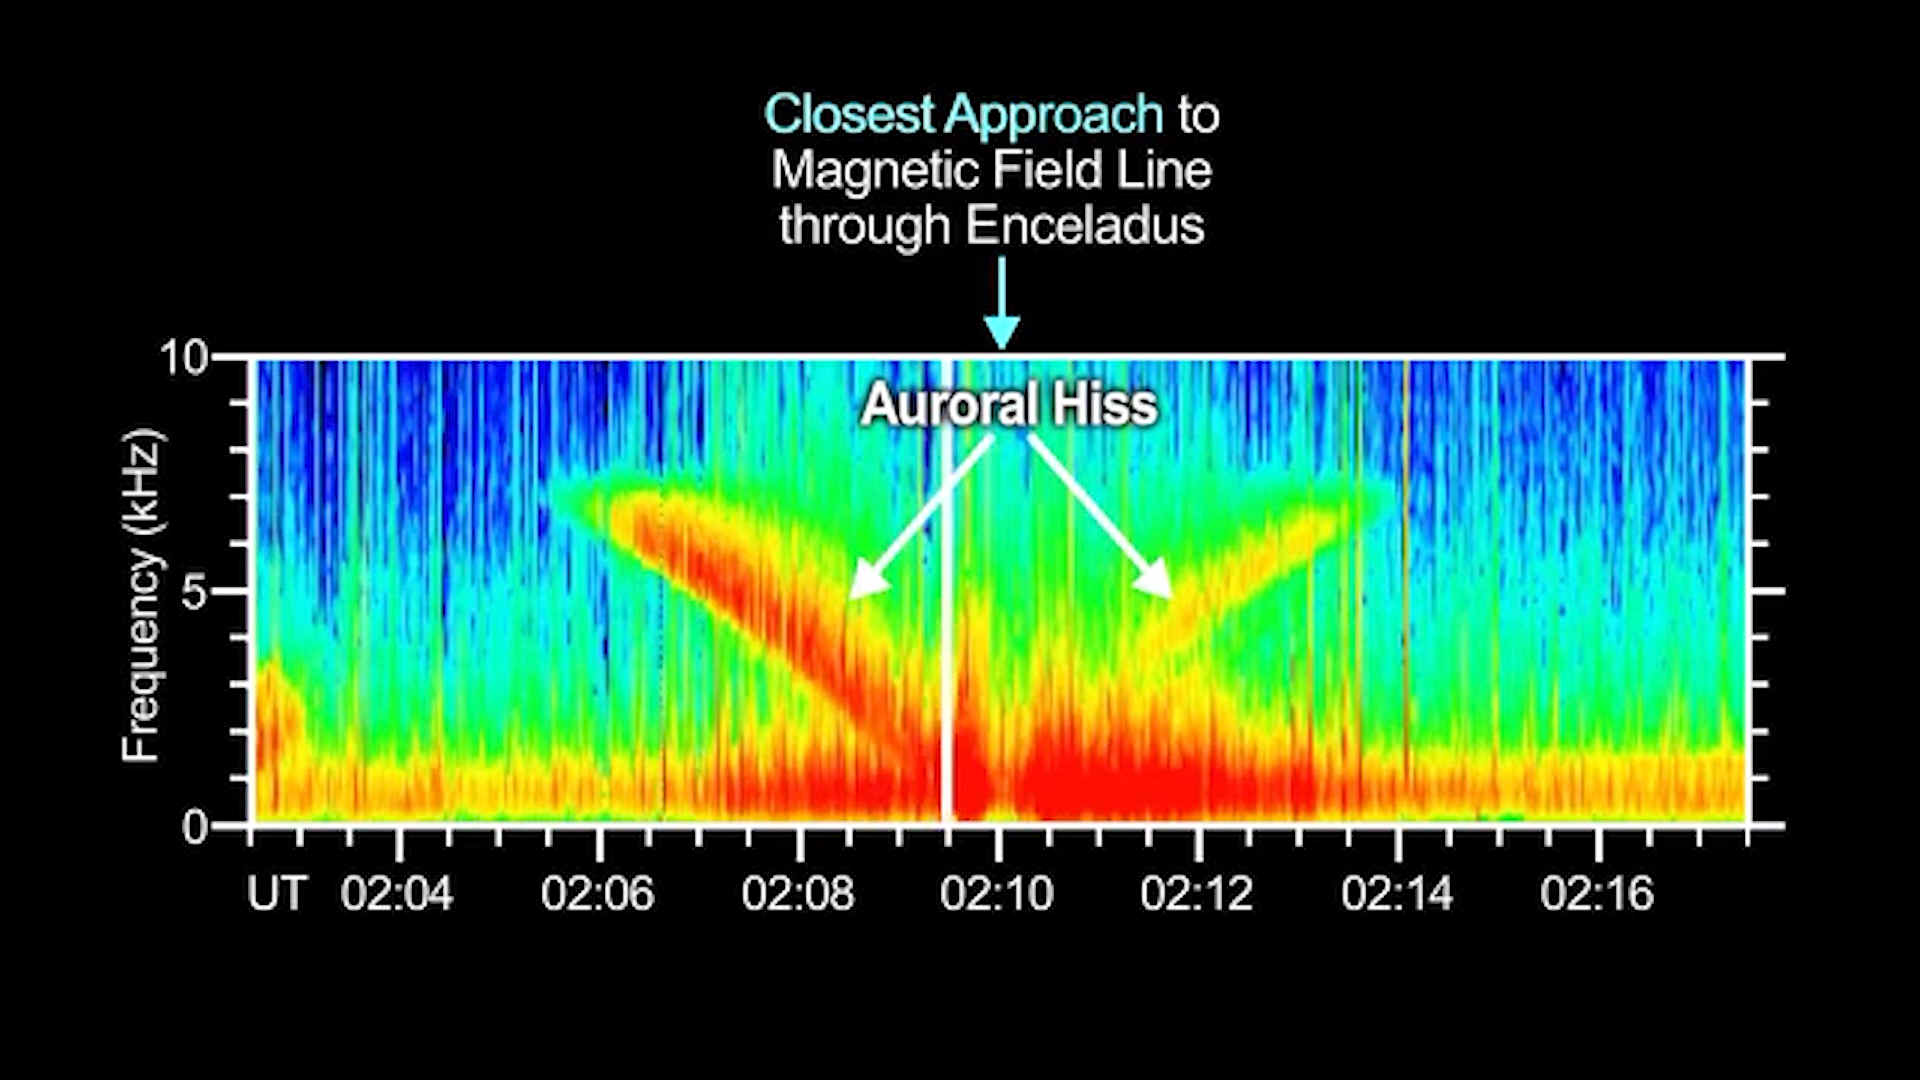 Closest Approach to
Magnetic Field Line
through Enceladus
Auroral Hiss
Frequency (kHz)
10
5
0
UT 02:04 02:06 02:08 02:10 02:12 02:14 02:16